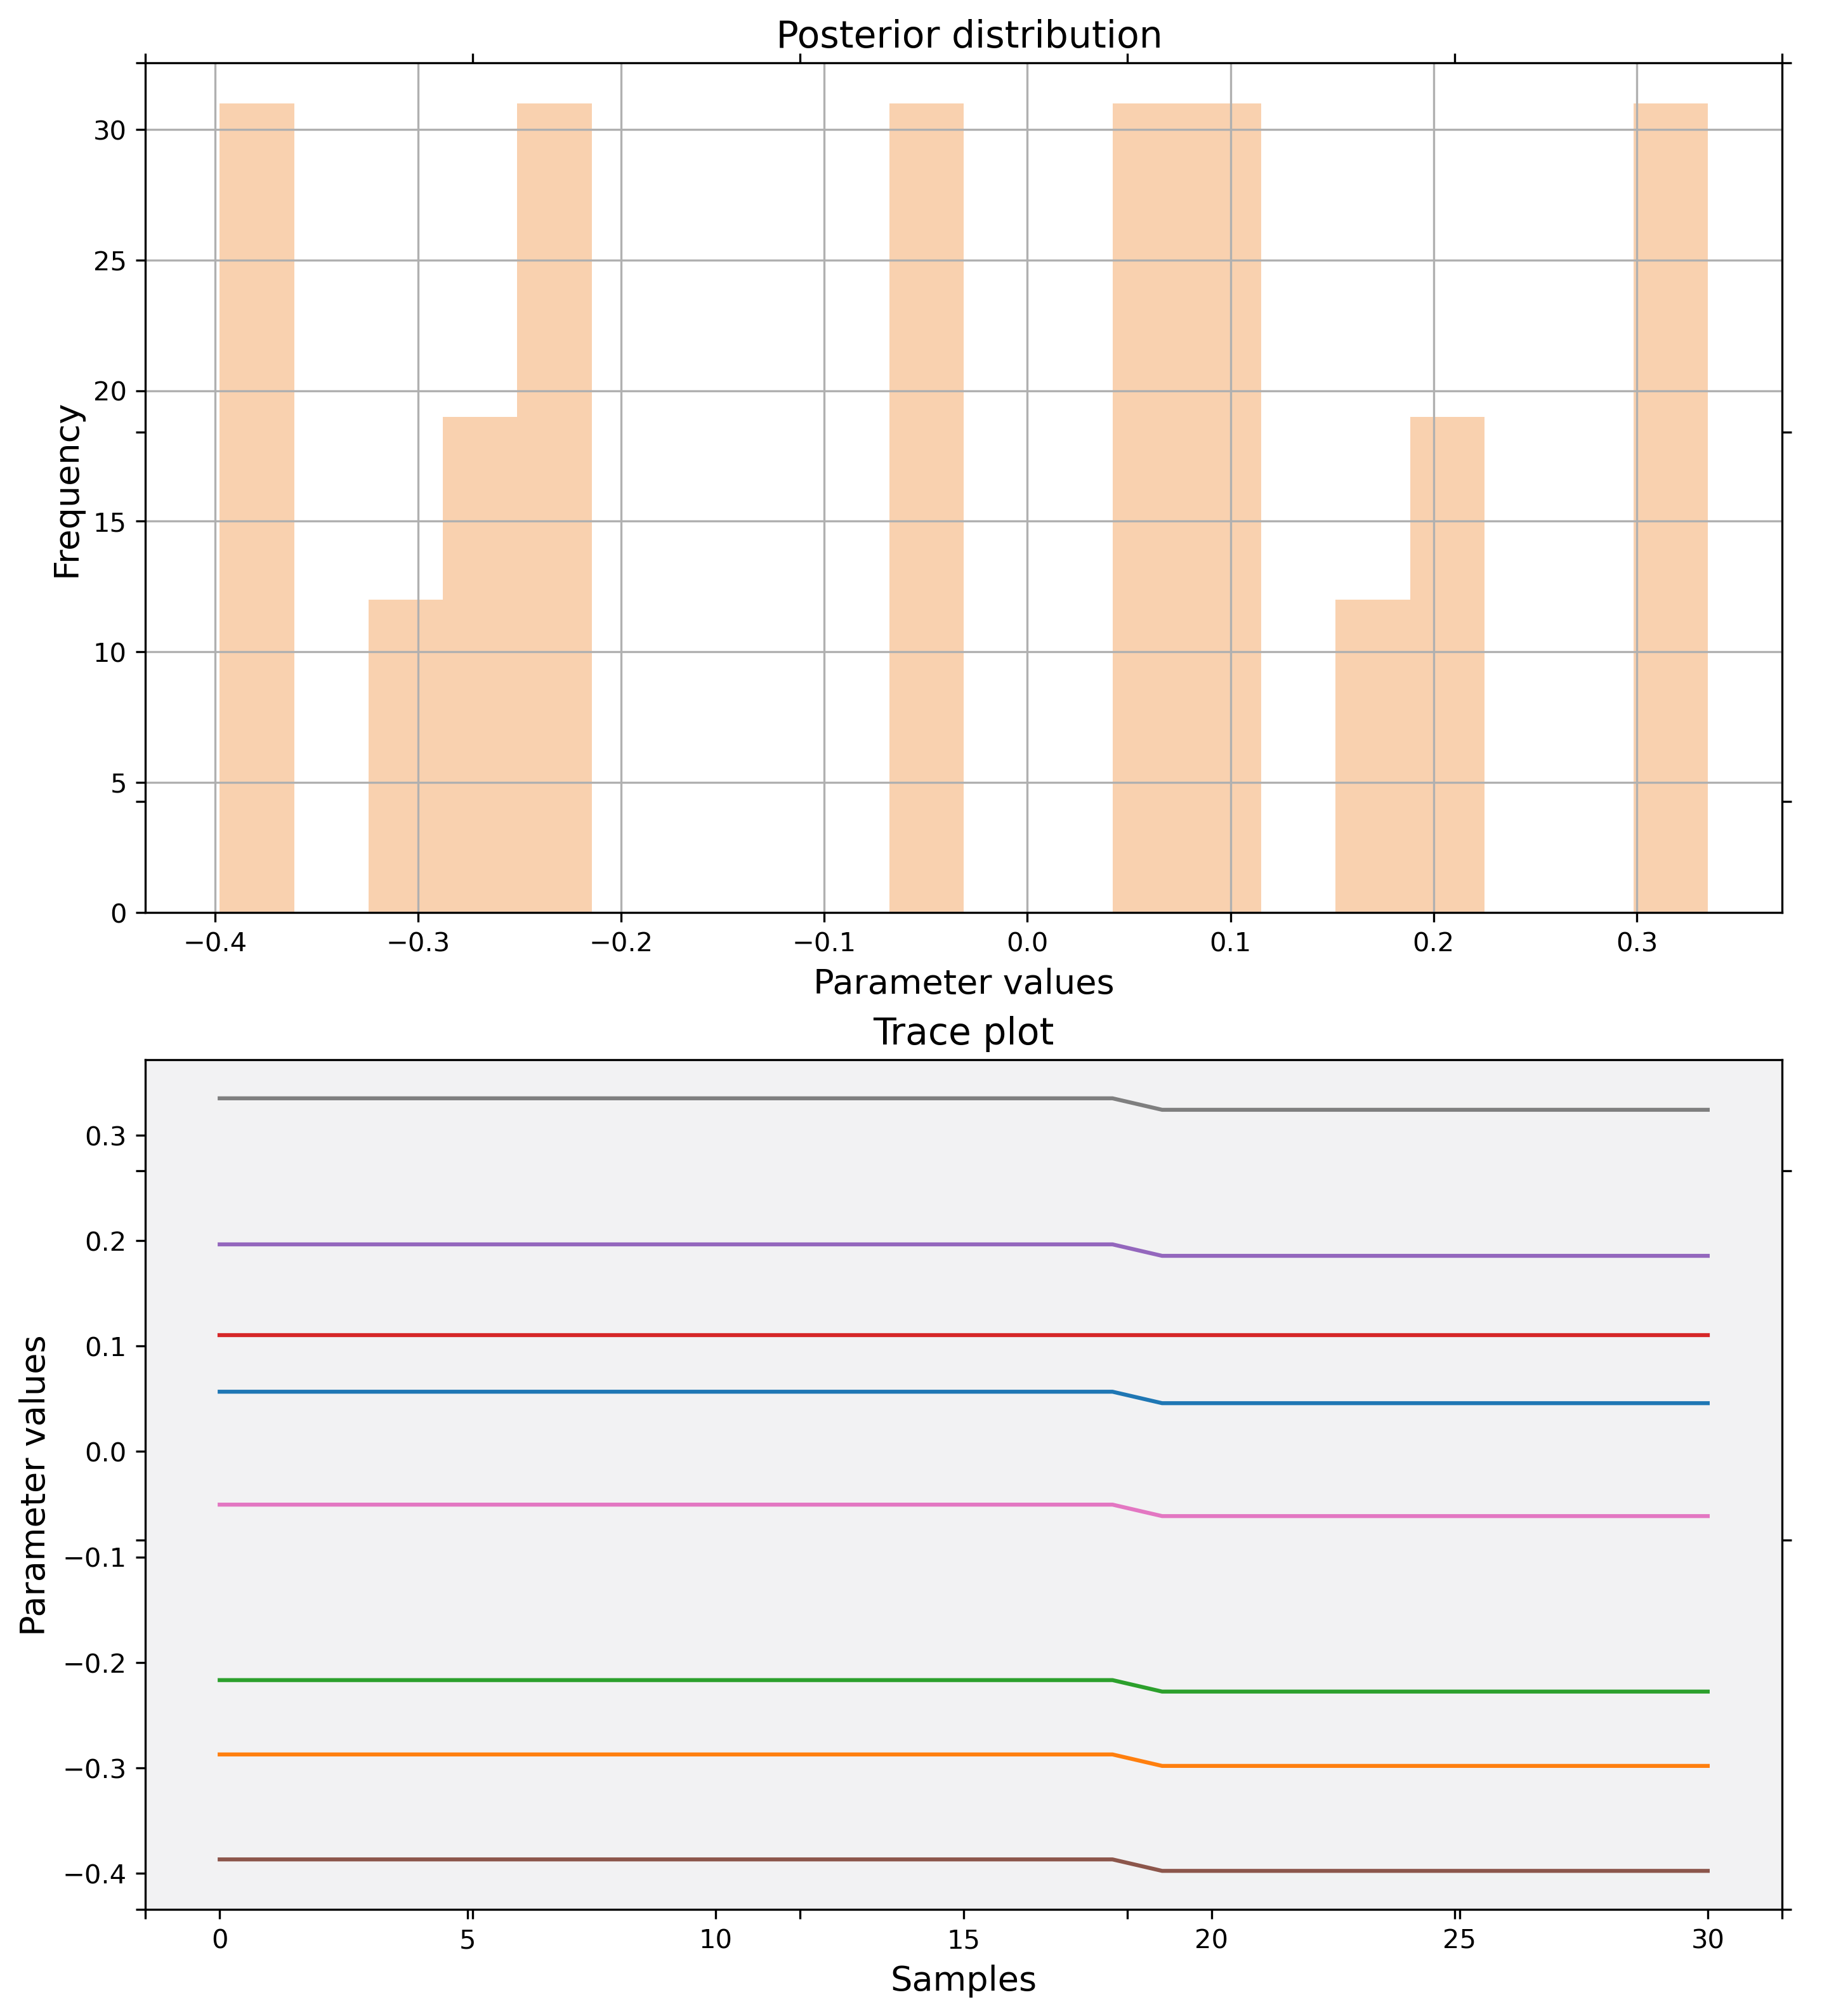 Posterior distribution
Frequency
30
25
20
15
10
5
0
−0.4 −0.3 −0.2 −0.1 0.0 0.1 0.2 0.3
Parameter values
Trace plot
Parameter values
0.3
0.2
0.1
0.0
−0.1
−0.2
−0.3
−0.4
0 5 10 15 20 25 30
Samples